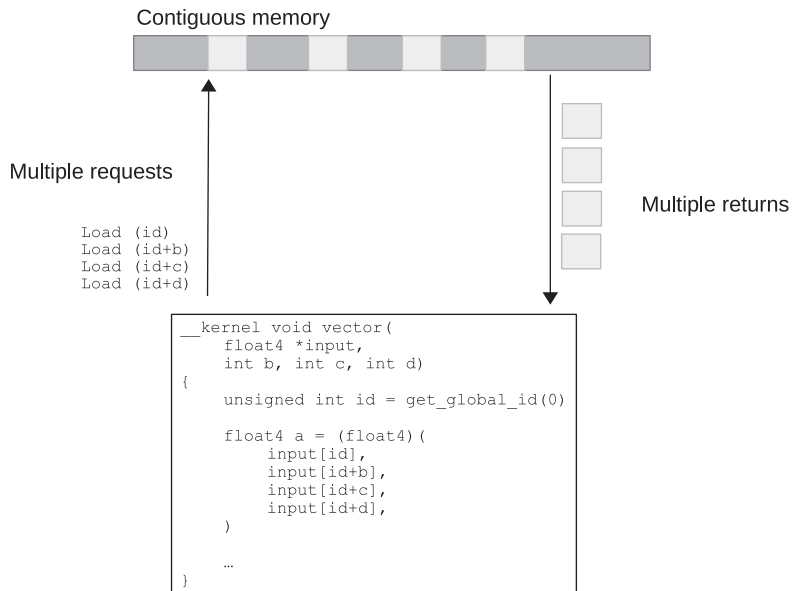 Contiguous memory
Multiple requests
Multiple returns
Load (id)
Load (id+b)
Load (id+c)
Load (id+d)
__kernel void vector(
    float4 *input,
    int b, int c, int d)
{
    unsigned int id = get_global_id(0)
    float4 a = (float4)(
        input[id],
        input[id+b],
        input[id+c],
        input[id+d],
    )
    …
}